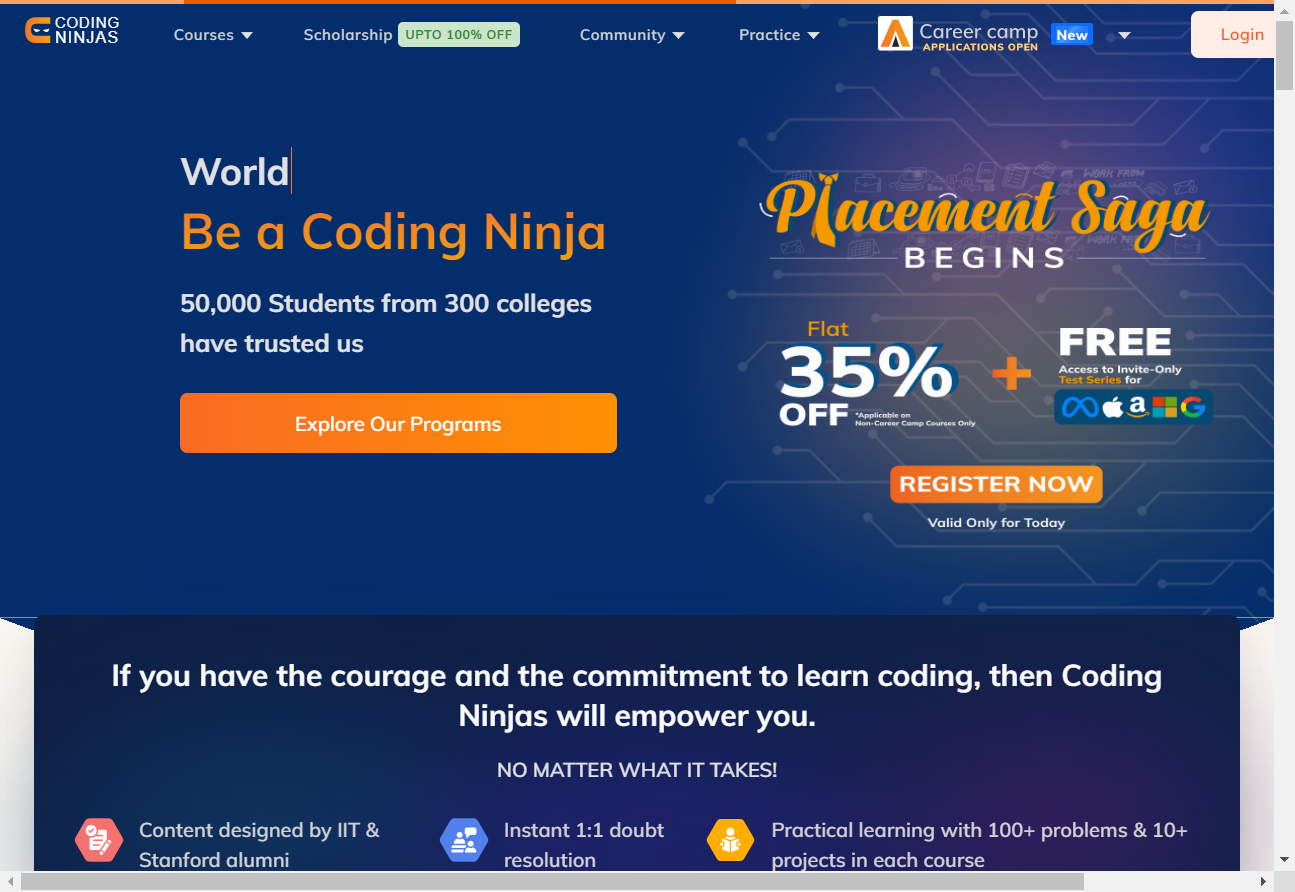 CODING
NINJAS
Courses
Scholarship
UPTO 100% OFF
Community
Practice
Career camp
APPLICATIONS OPEN
New
Login
World
Be a Coding Ninja
50,000 Students from 300 colleges
have trusted us
Explore Our Programs
WORK FROM
Placement Saga
BEGINS
Flat
35%
OFF
*Applicable on
Non-Career Camp Courses Only
+
FREE
Access to Invite-Only
Test Series for
REGISTER NOW
Valid Only for Today
If you have the courage and the commitment to learn coding, then Coding
Ninjas will empower you.
NO MATTER WHAT IT TAKES!
Content designed by IIT &
Stanford alumni
Instant 1:1 doubt
resolution
Practical learning with 100+ problems & 10+
projects in each course